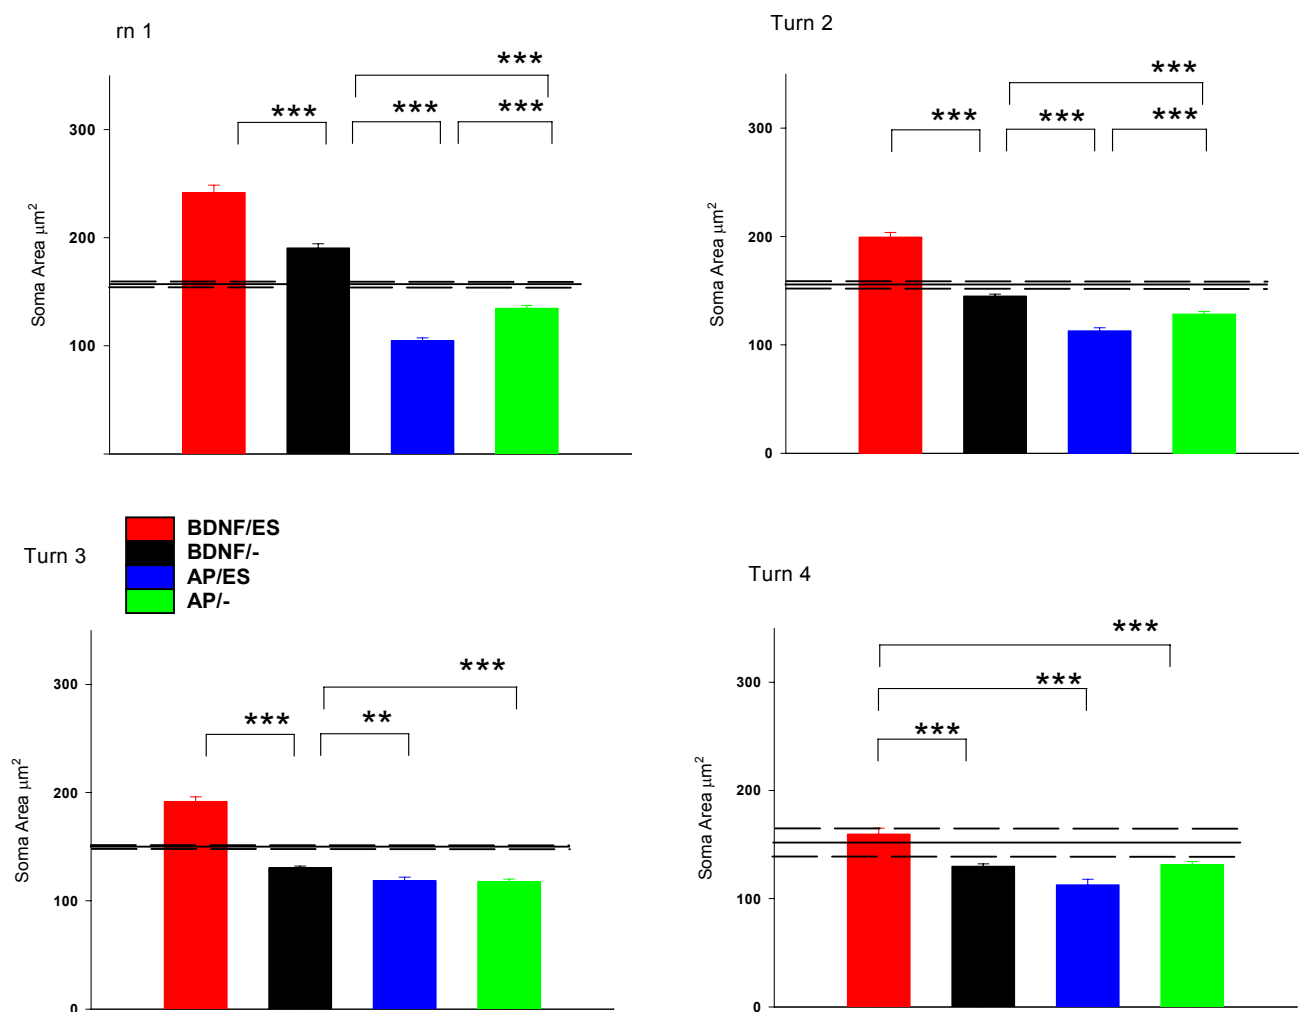 rn 1
***
***
***
***
300
200
100
Soma Area μm²
Turn 2
***
***
***
***
300
200
100
0
Soma Area μm²
BDNF/ES
BDNF/-
AP/ES
AP/-
Turn 3
***
***
**
300
200
100
0
Soma Area μm²
Turn 4
***
***
***
300
200
100
0
Soma Area μm²